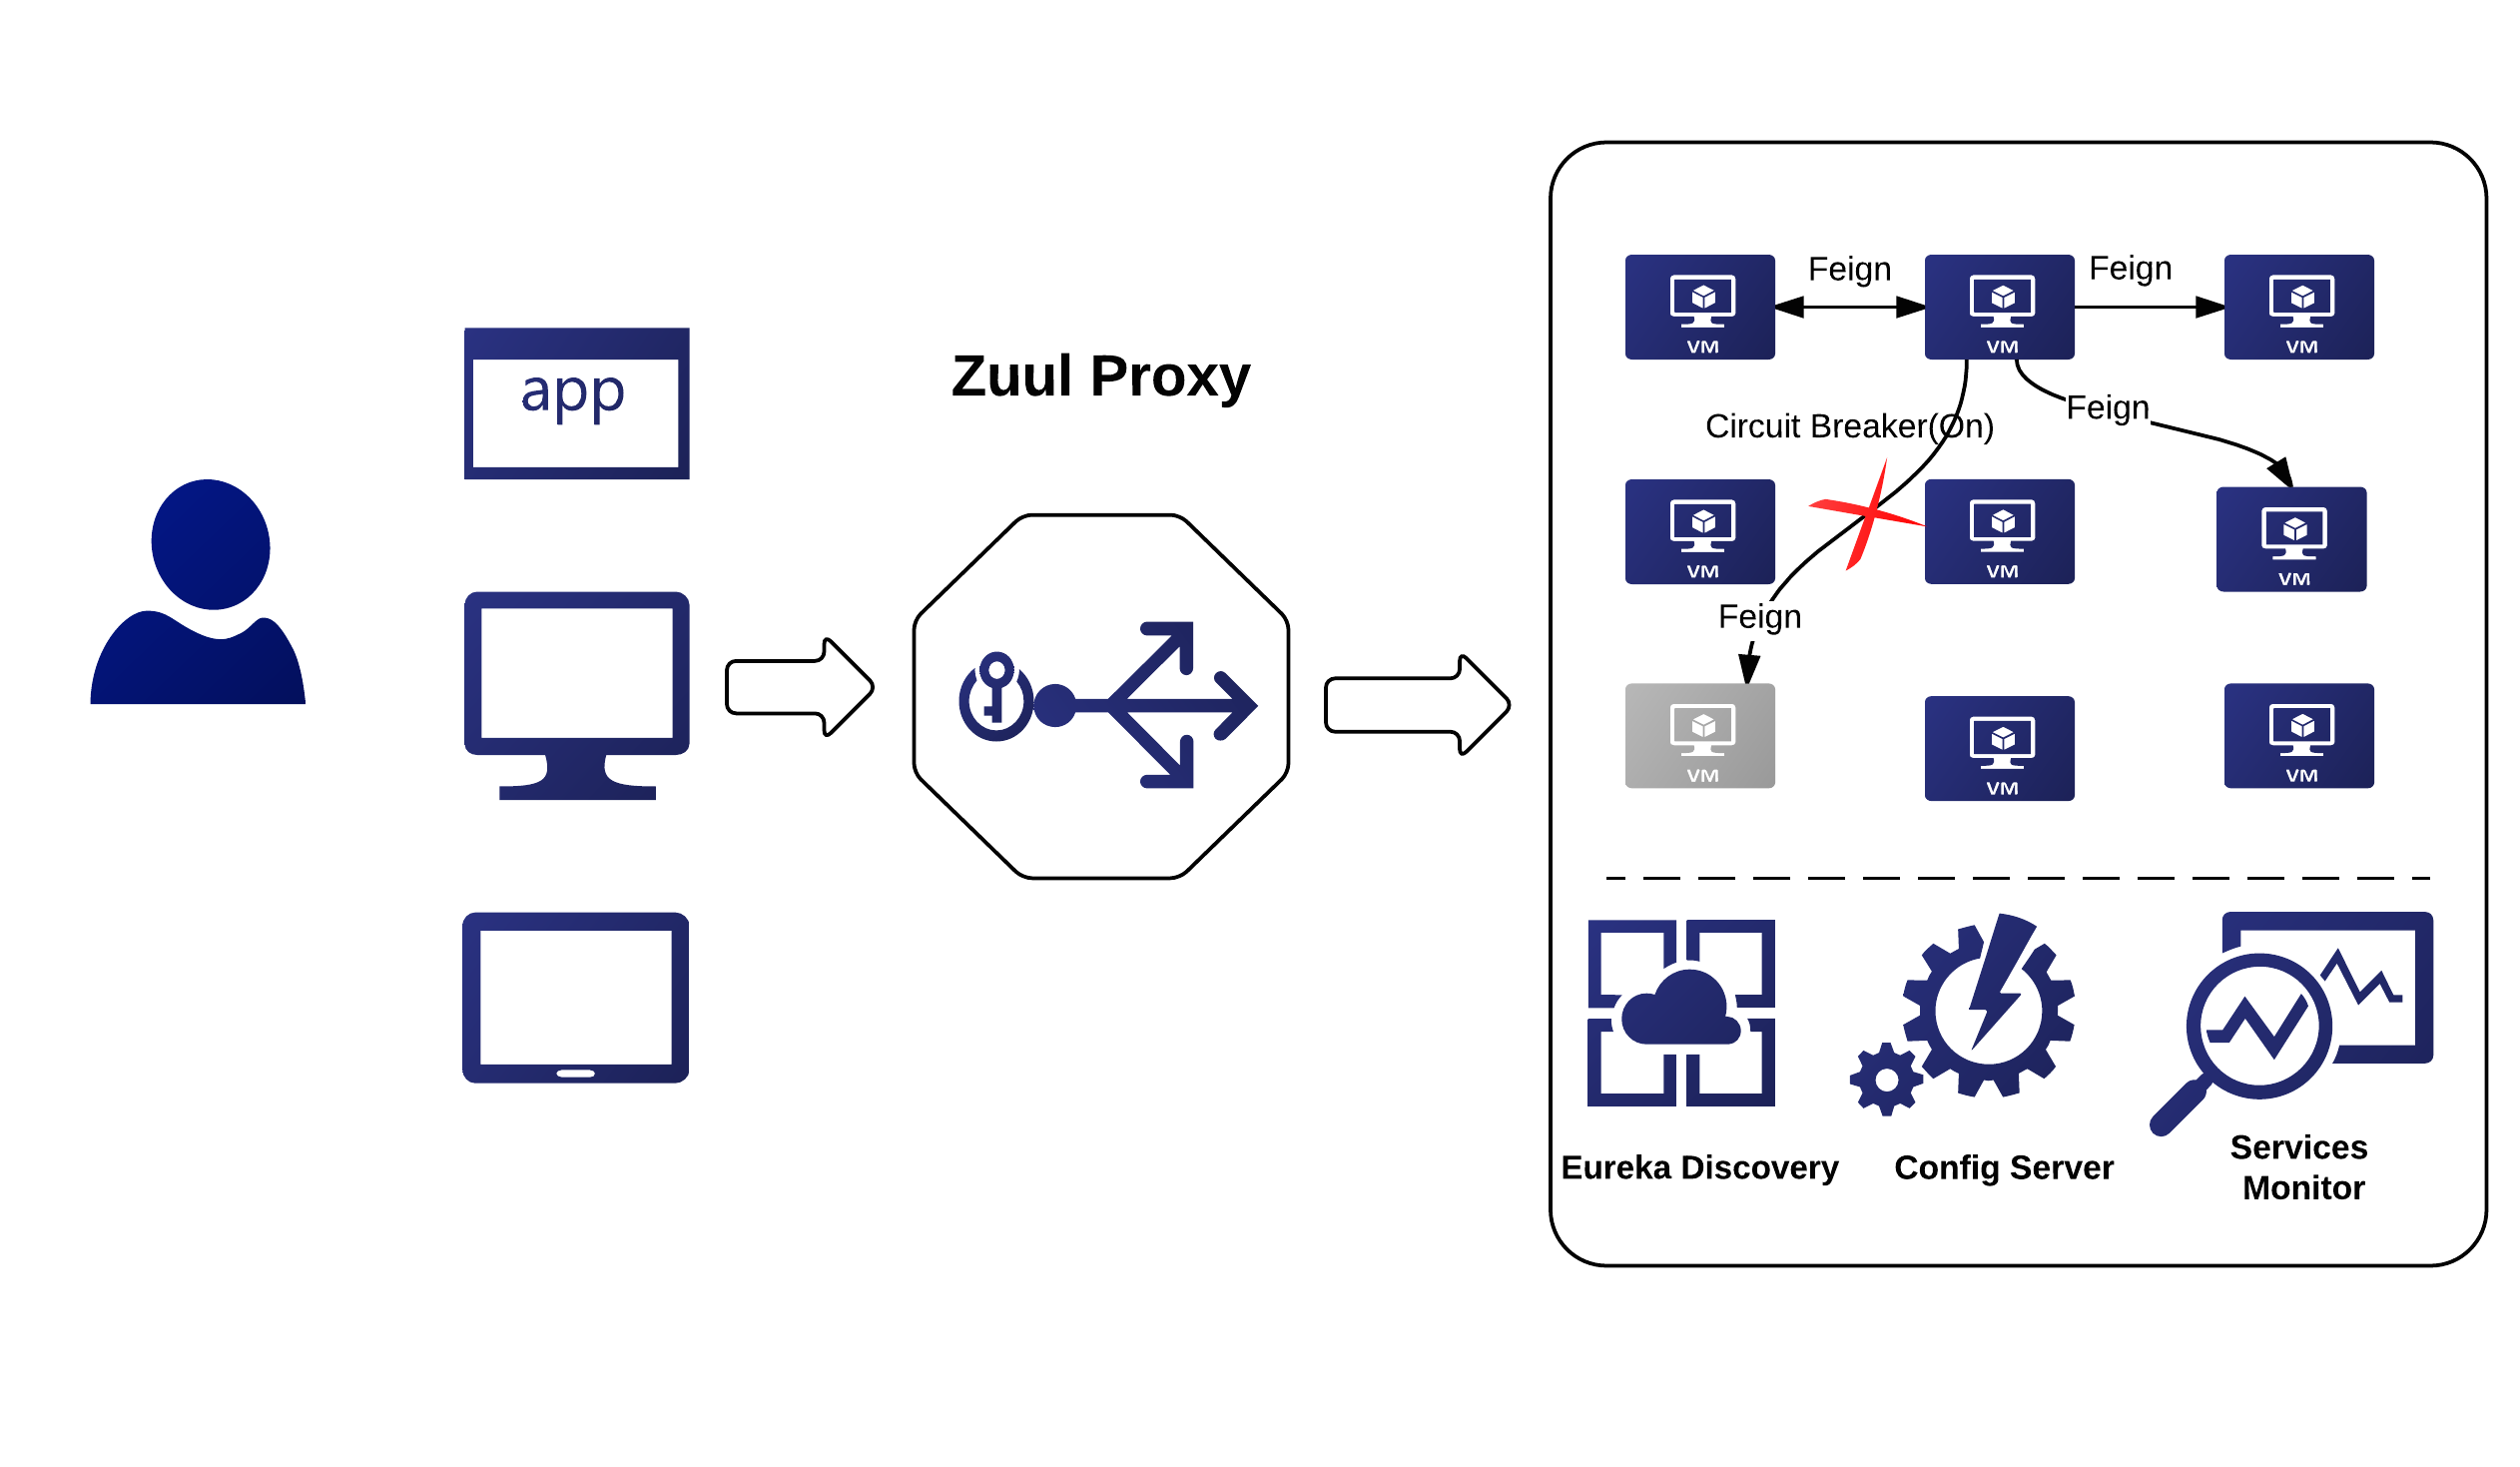 app
Zuul Proxy
Feign
Feign
VM
VM
VM
Feign
Circuit Breaker(On)
VM
VM
VM
Feign
VM
VM
VM
Eureka Discovery
Config Server
Services
Monitor